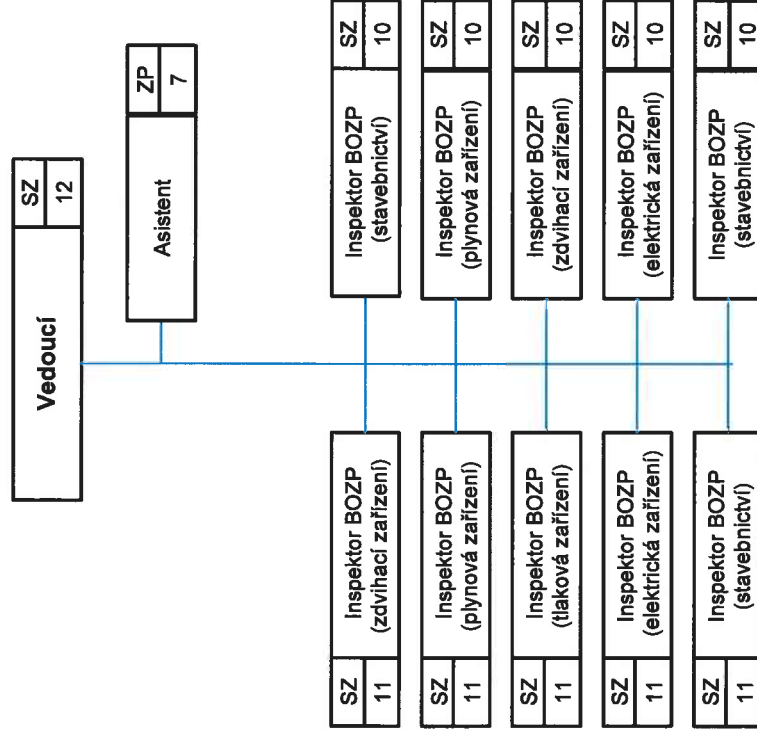 Vedoucí
SZ
12
Asistent
ZP
7
SZ
11
Inspektor BOZP
(zdvihací zařízení)
Inspektor BOZP
(stavebnictví)
SZ
10
SZ
11
Inspektor BOZP
(plynová zařízení)
Inspektor BOZP
(plynová zařízení)
SZ
10
SZ
11
Inspektor BOZP
(tlaková zařízení)
Inspektor BOZP
(zdvihací zařízení)
SZ
10
SZ
11
Inspektor BOZP
(elektrická zařízení)
Inspektor BOZP
(elektrická zařízení)
SZ
10
SZ
11
Inspektor BOZP
(stavebnictví)
Inspektor BOZP
(stavebnictví)
SZ
10